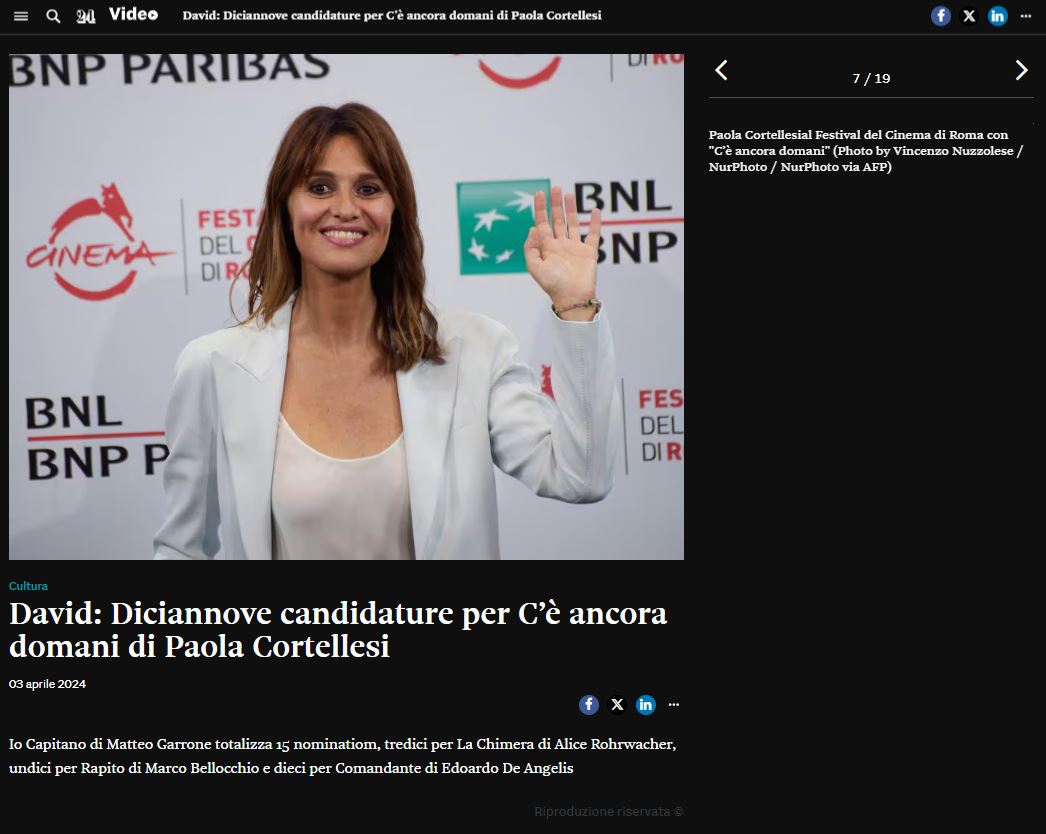 24 Video David: Diciannove candidature per C'è ancora domani di Paola Cortellesi
BNP PARIBAS
DI RO
CINEMA
FESTA
DEL C
DI RO
BNL
BNP
BNL
BNP P
FES
DEL
DI R
7 / 19
Paola Cortellesial Festival del Cinema di Roma con
"C'è ancora domani" (Photo by Vincenzo Nuzzolese /
NurPhoto / NurPhoto via AFP)
Cultura
David: Diciannove candidature per C'è ancora
domani di Paola Cortellesi
03 aprile 2024
Io Capitano di Matteo Garrone totalizza 15 nominatiom, tredici per La Chimera di Alice Rohrwacher,
undici per Rapito di Marco Bellocchio e dieci per Comandante di Edoardo De Angelis
Riproduzione riservata ©